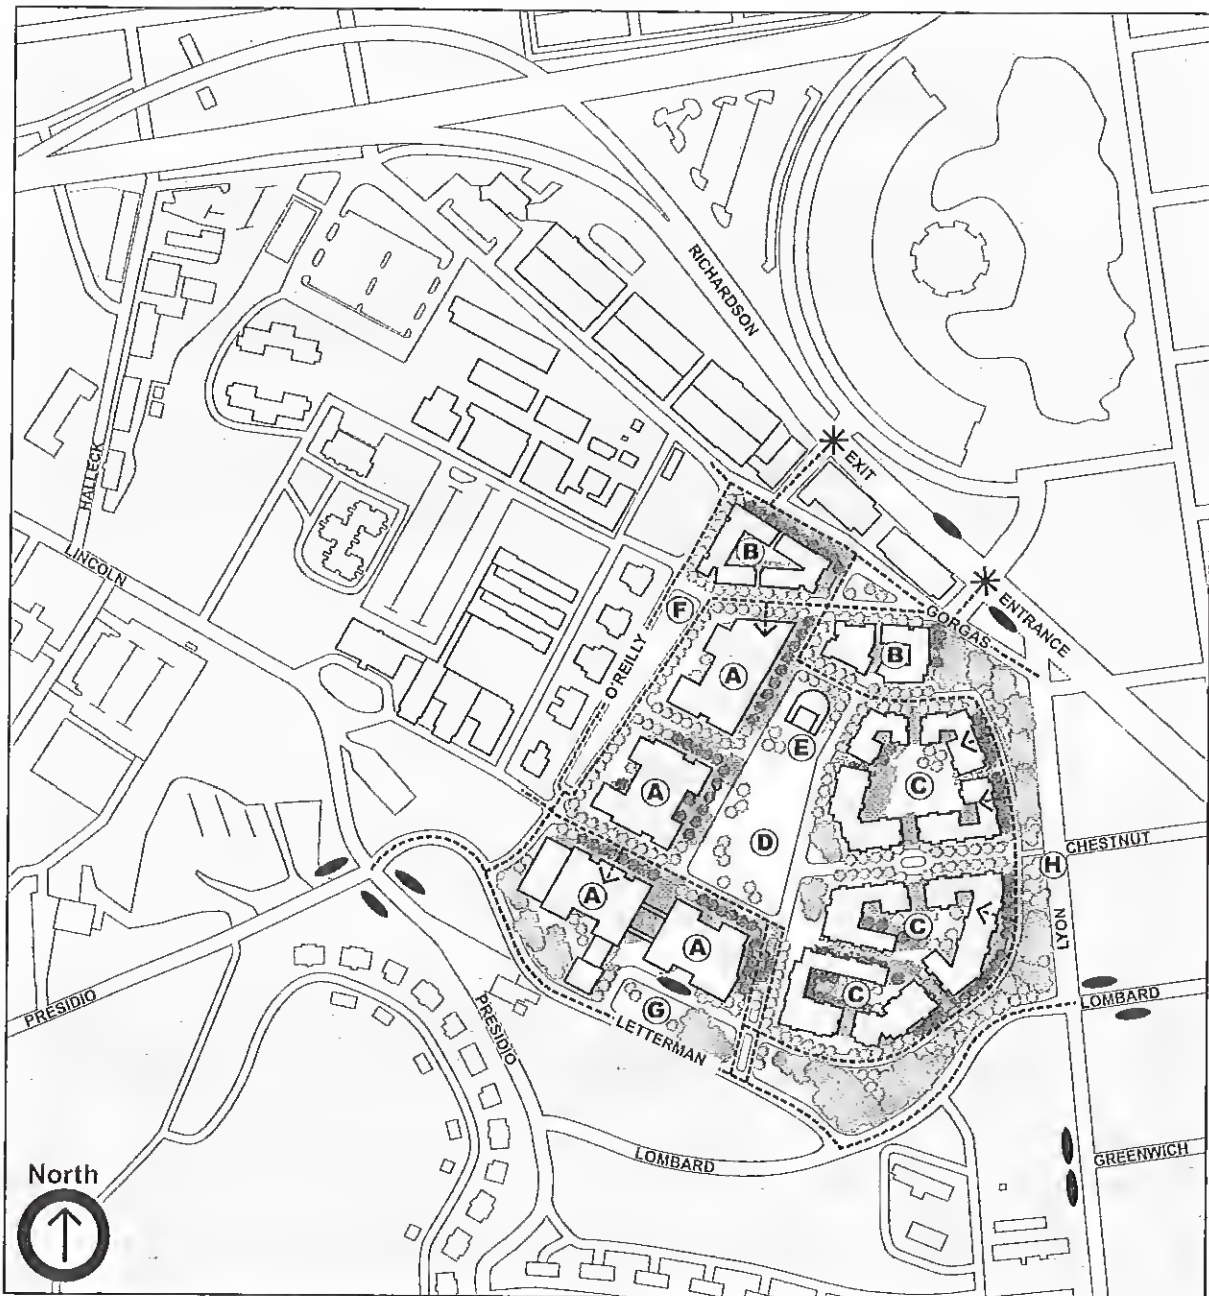 RICHARDSON
EXIT
HALLECK
LINCOLN
B
ENTRANCE
F
GORGAS
O'REILLY
B
A
E
A
C
D
CHESTNUT
H
A
C
LYON
A
C
PRESIDIO
PRESIDIO
G
LOMBARD
LETTERMAN
LOMBARD
GREENWICH
North